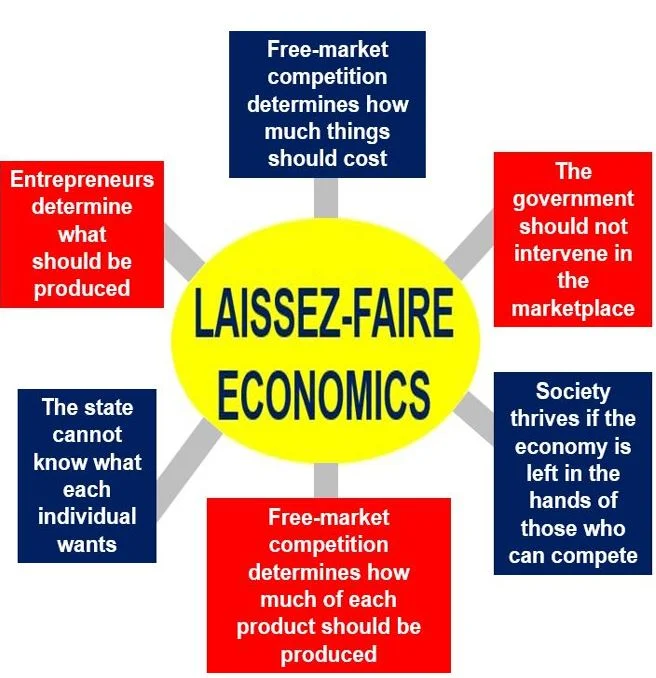 Free-market
competition
determines how
much things
should cost
Entrepreneurs
determine
what
should be
produced
The
government
should not
intervene in
the
marketplace
LAISSEZ-FAIRE
ECONOMICS
The state
cannot
know what
each
individual
wants
Society
thrives if the
economy is
left in the
hands of
those who
can compete
Free-market
competition
determines how
much of each
product should be
produced